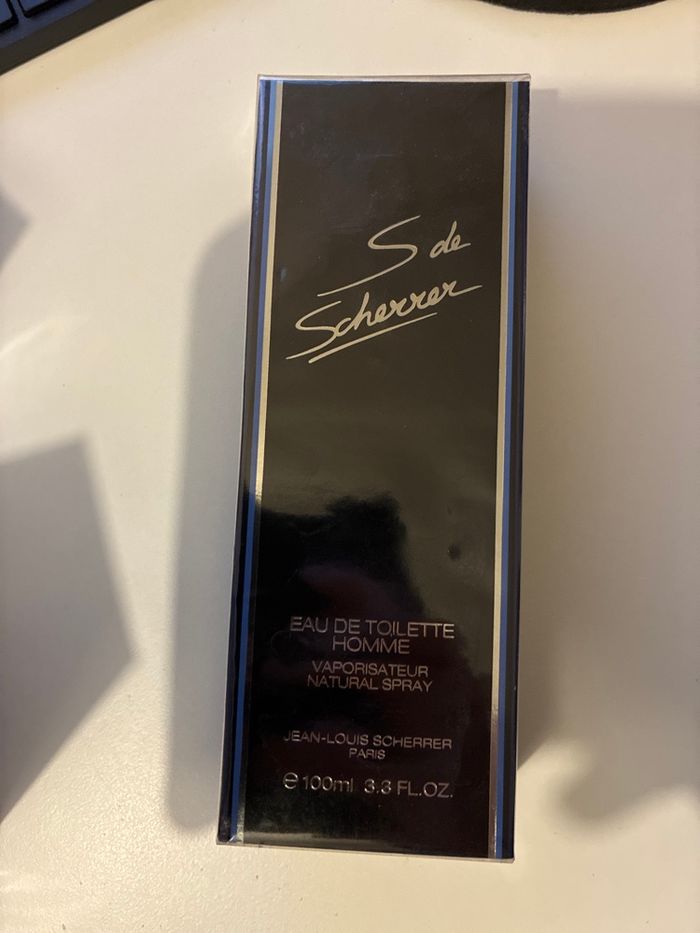 S de
Scherrer
EAU DE TOILETTE
HOMME
VAPORISATEUR
NATURAL SPRAY
JEAN-LOUIS SCHERRER
PARIS
℮ 100ml 3.3 FL.OZ.